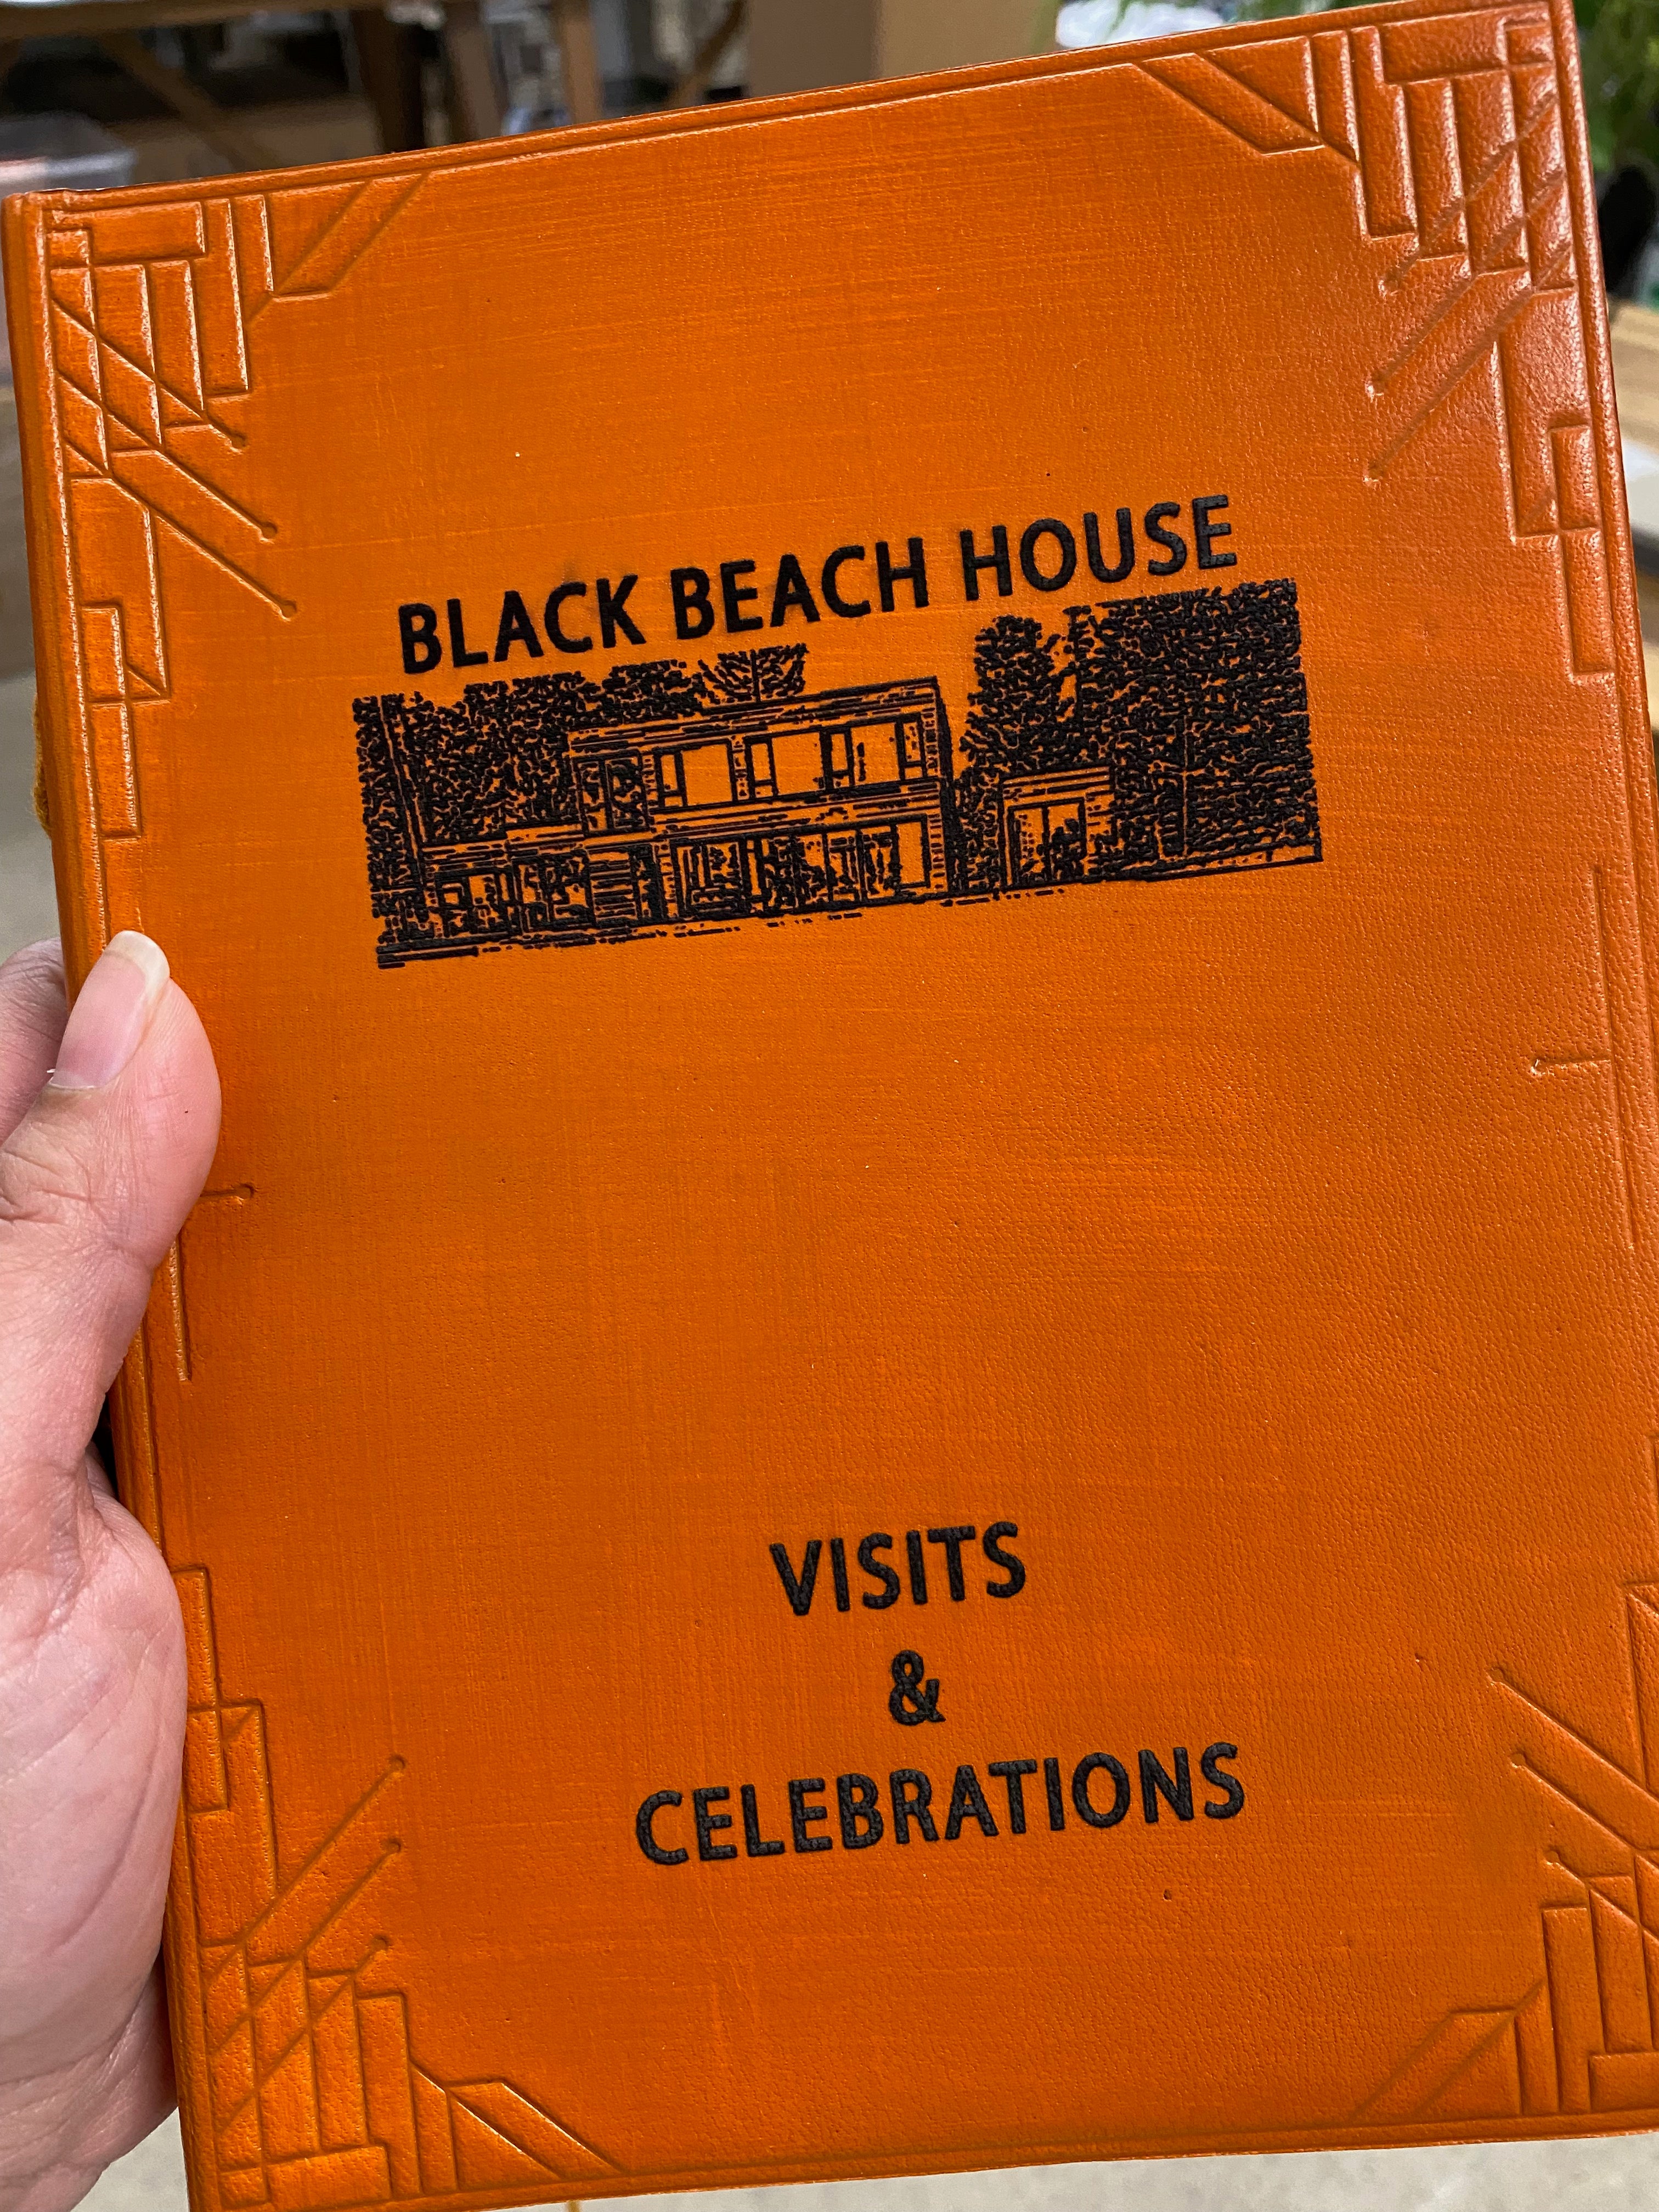 BLACK BEACH HOUSE
VISITS
&
CELEBRATIONS